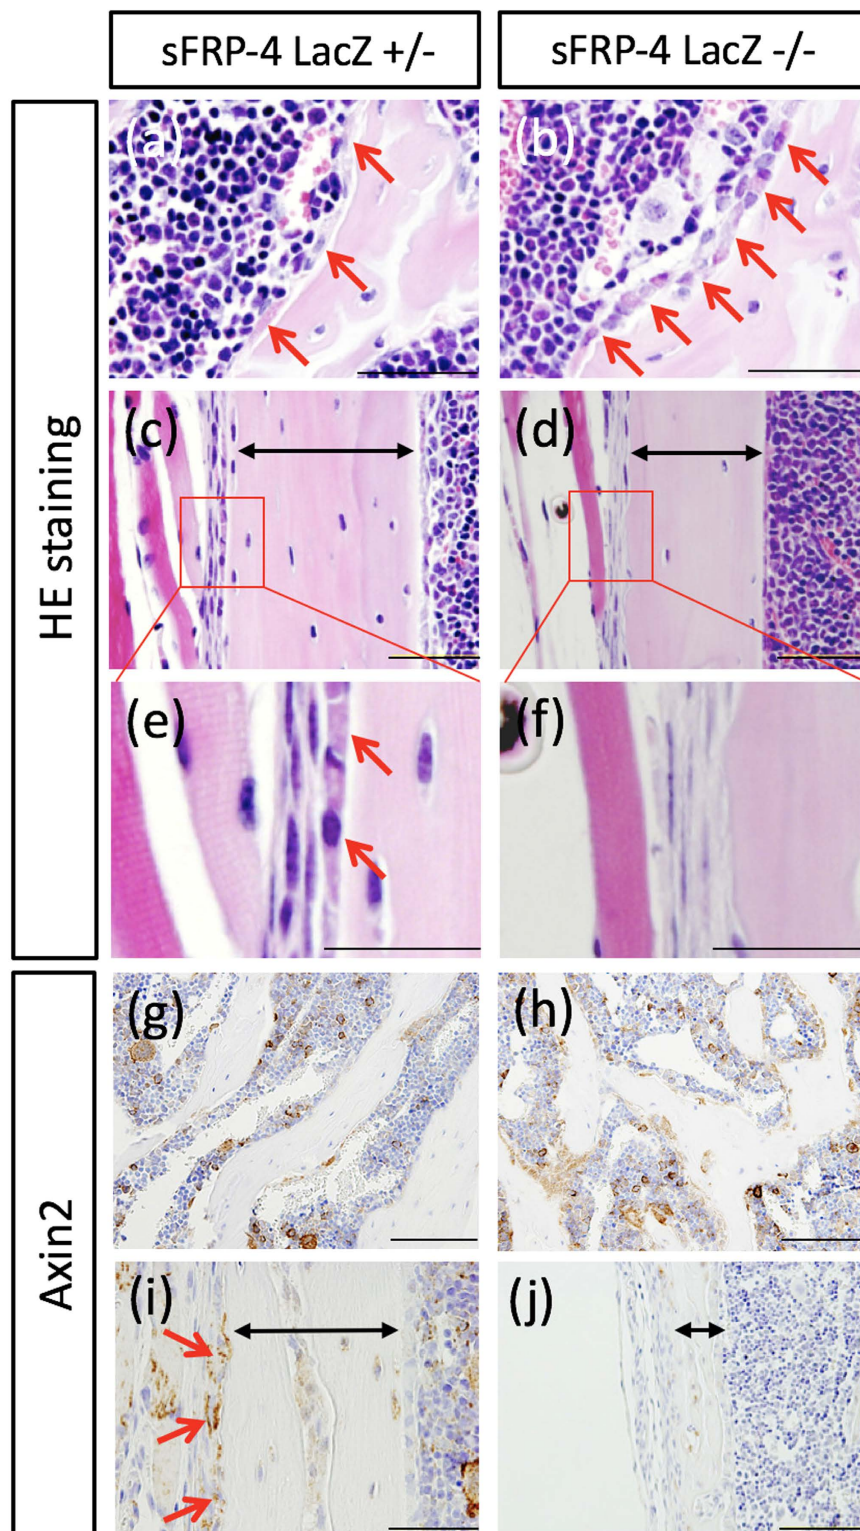 sFRP-4 LacZ +/-
sFRP-4 LacZ -/-
HE staining
(a)
(b)
(c)
(d)
(e)
(f)
Axin2
(g)
(h)
(i)
(j)